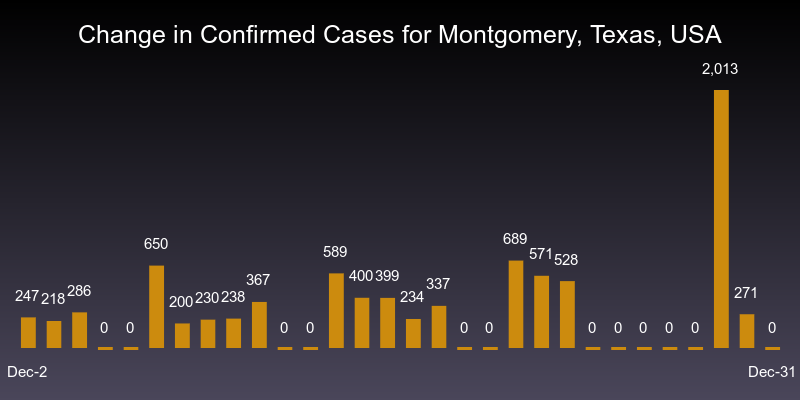 Change in Confirmed Cases for Montgomery, Texas, USA
2,013
650
689
589
571
528
400 399
367
337
247 218 286
200 230 238
234
271
0 0 0 0 0 0 0 0 0 0 0 0
Dec-2 Dec-31